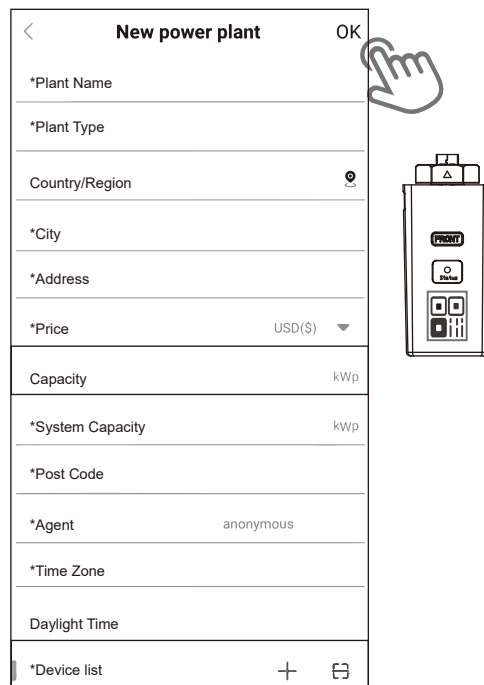 New power plant OK
*Plant Name
*Plant Type
Country/Region
*City
*Address
*Price USD($)
Capacity kWp
*System Capacity kWp
*Post Code
*Agent anonymous
*Time Zone
Daylight Time
*Device list
FRONT
Status